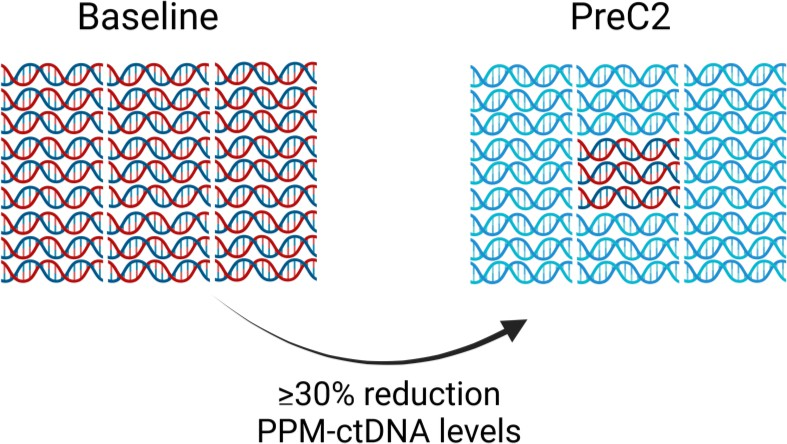 Baseline
PreC2
≥30% reduction
PPM-ctDNA levels